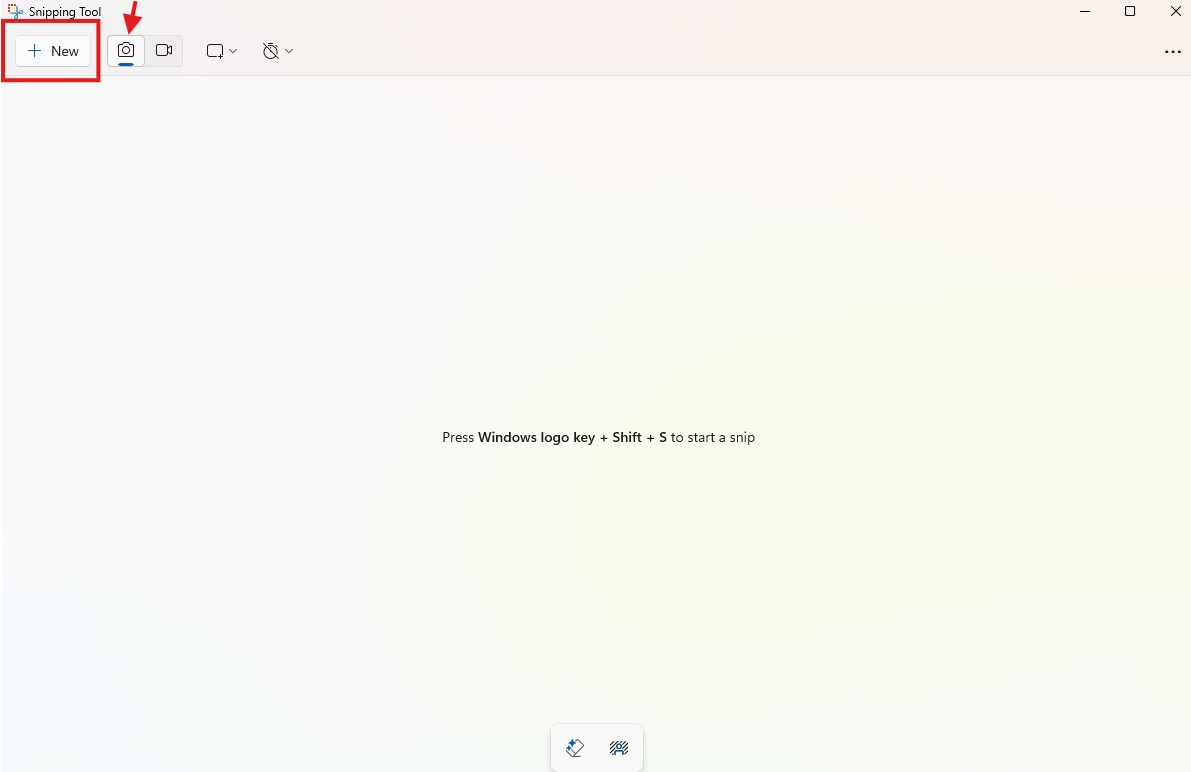 Snipping Tool
New
Press Windows logo key + Shift + S to start a snip